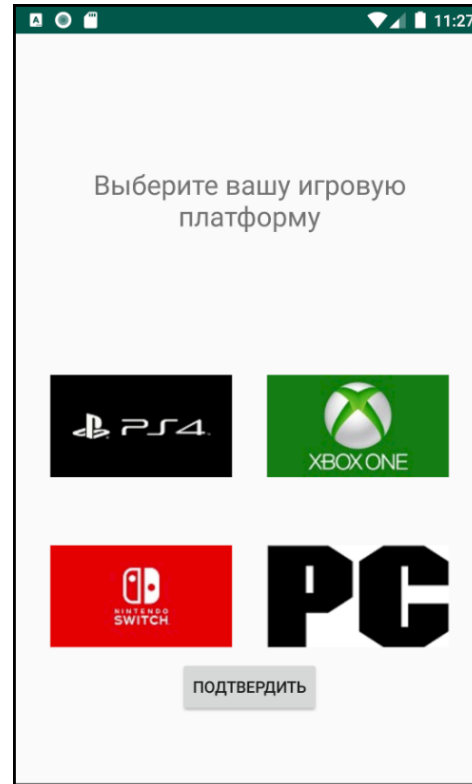 11:27
Выберите вашу игровую
платформу
PS4
XBOX ONE
NINTENDO
SWITCH
PC
ПОДТВЕРДИТЬ